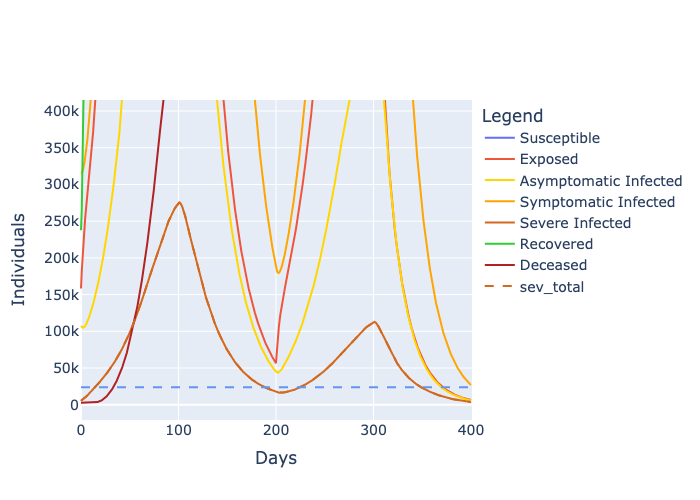 400k
350k
300k
250k
200k
150k
100k
50k
0
0
100
200
300
400
Days
Individuals
Legend
Susceptible
Exposed
Asymptomatic Infected
Symptomatic Infected
Severe Infected
Recovered
Deceased
sev_total